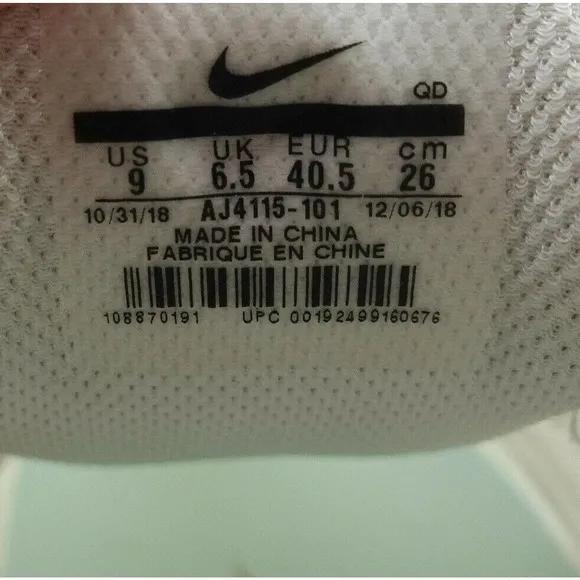 QD
US UK EUR cm
9 6.5 40.5 26
10/31/18 AJ4115-101 12/06/18
MADE IN CHINA
FABRIQUE EN CHINE
108870191 UPC 00192499160676